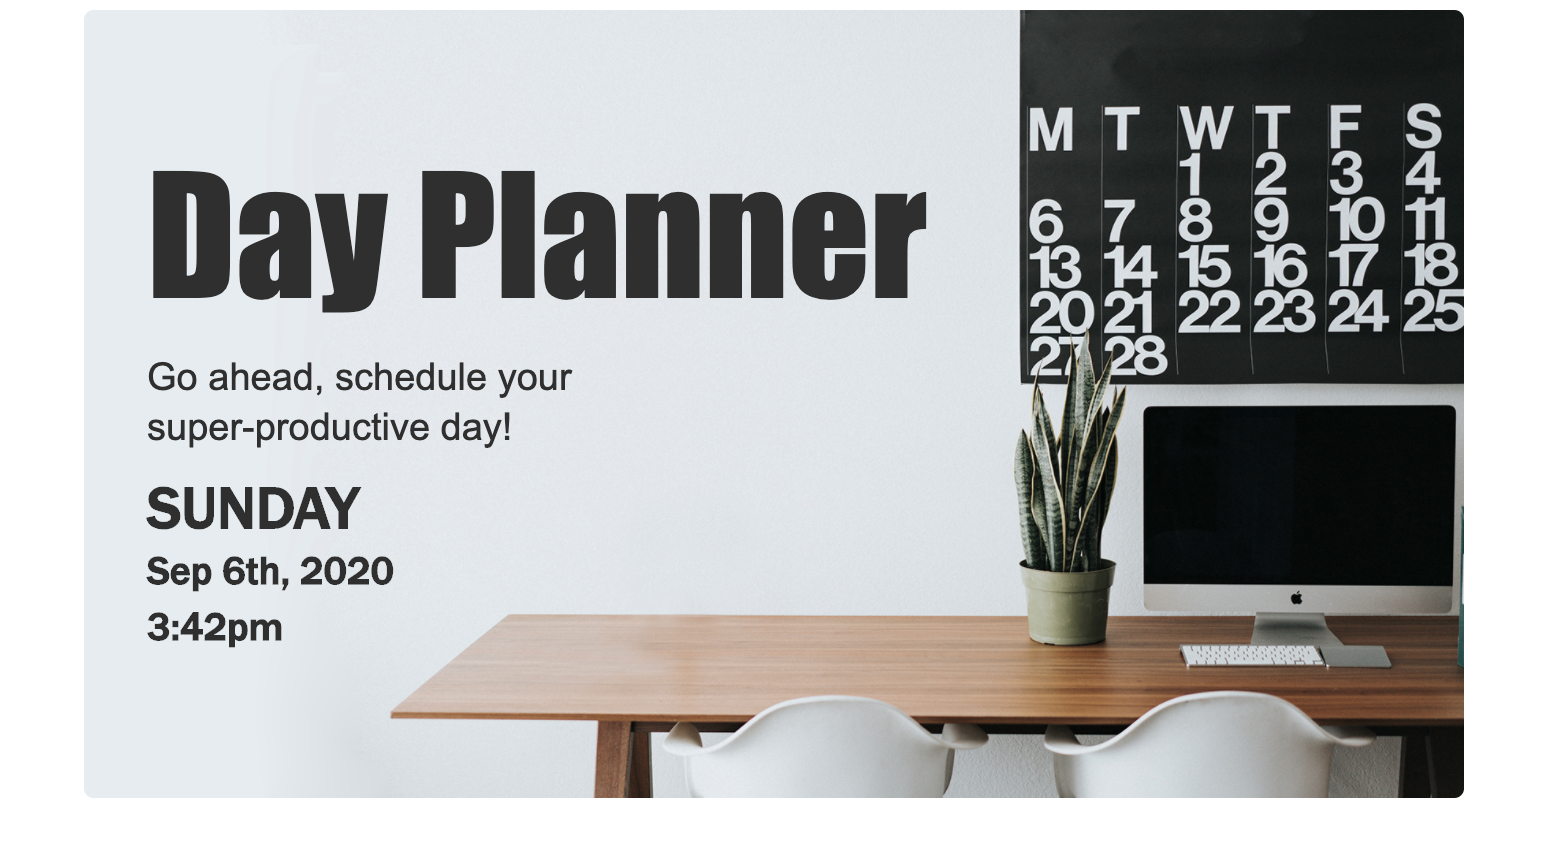 Day Planner
Go ahead, schedule your
super-productive day!
SUNDAY
Sep 6th, 2020
3:42pm
M T W T F S
1 2 3 4
6 7 8 9 10 11
13 14 15 16 17 18
20 21 22 23 24 25
27 28